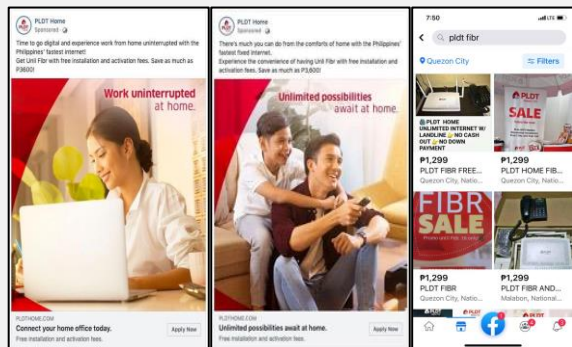 PLDT Home
Sponsored ·
Time to go digital and experience work from home uninterrupted with the
Philippines' fastest internet!
Get Unli Fibr with free installation and activation fees. Save as much as
₱3600!
Work uninterrupted
at home.
PLDTHOME.COM
Connect your home office today.
Free installation and activation fees.
Apply Now
PLDT Home
Sponsored ·
There's much you can do from the comforts of home with the Philippines'
fastest fixed internet.
Experience the convenience of having Unli Fibr with free installation and
activation fees. Save as much as ₱3,600!
Unlimited possibilities
await at home.
PLDTHOME.COM
Unlimited possibilities await at home.
Free installation and activation fees.
Apply Now
7:50
LTE
pldt fibr
Quezon City
Filters
PLDT HOME
UNLIMITED INTERNET W/
LANDLINE NO CASH
OUT NO DOWN
PAYMENT
₱1,299
PLDT FIBR FREE...
Quezon City, Natio...
PLDT
SALE
₱1,299
PLDT HOME FIB...
Quezon City, Natio...
FIBR
SALE
₱1,299
PLDT FIBR
Quezon City, Natio...
₱1,299
PLDT FIBR AND...
Malabon, National...